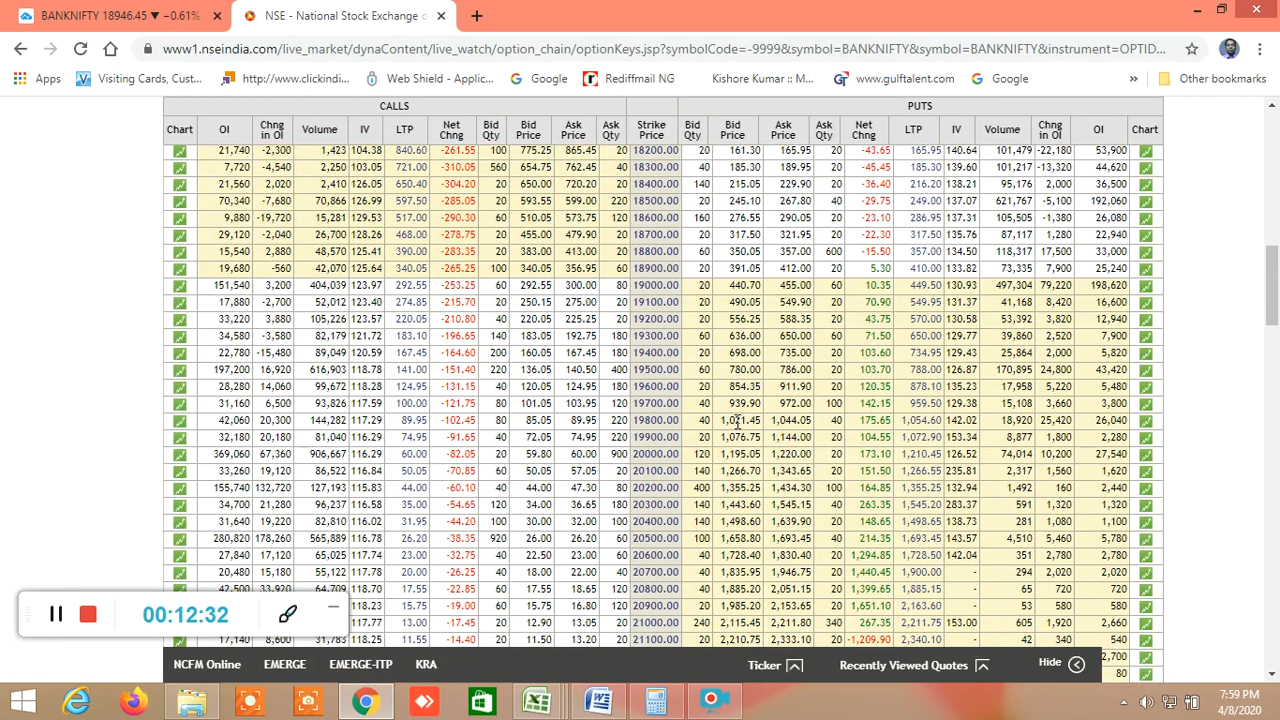 BANKNIFTY 18946.45 ▼ −0.61%
NSE - National Stock Exchange o
www1.nseindia.com/live_market/dynaContent/live_watch/option_chain/optionKeys.jsp?symbolCode=-9999&symbol=BANKNIFTY&symbol=BANKNIFTY&instrument=OPTID...
Apps Visiting Cards, Cust... http://www.clickindi... Web Shield - Applic... Google Rediffmail NG Kishore Kumar :: M... www.gulftalent.com Google » Other bookmarks
CALLS PUTS
Chart OI Chng in OI Volume IV LTP Net Chng Bid Qty Bid Price Ask Price Ask Qty Strike Price Bid Qty Bid Price Ask Price Ask Qty Net Chng LTP IV Volume Chng in OI OI Chart
21,740 -2,300 1,423 104.38 840.60 -261.55 100 775.25 865.45 20 18200.00 20 161.30 165.95 20 -43.65 165.95 140.64 101,479 -22,180 53,900
7,720 -4,540 2,250 103.05 721.00 -310.05 560 654.75 762.45 40 18300.00 40 185.30 189.95 20 -45.45 185.30 139.60 101,217 -13,320 44,620
21,560 2,020 2,410 126.05 650.40 -304.20 20 650.00 720.20 20 18400.00 140 215.05 229.90 20 -36.40 216.20 138.21 95,176 2,000 36,500
70,340 -7,680 70,866 126.99 597.50 -285.05 20 593.55 599.00 220 18500.00 20 245.10 267.80 40 -29.75 249.00 137.07 621,767 -5,100 192,060
9,880 -19,720 15,281 129.53 517.00 -290.30 60 510.05 573.75 120 18600.00 160 276.55 290.05 20 -23.10 286.95 137.31 105,505 -1,380 26,080
29,120 -2,040 26,700 128.26 468.00 -278.75 20 455.00 479.90 20 18700.00 20 317.50 321.95 20 -22.30 317.50 135.76 87,117 1,280 22,940
15,540 2,880 48,570 125.41 390.00 -283.35 20 383.00 413.00 20 18800.00 60 350.05 357.00 600 -15.50 357.00 134.50 118,317 17,500 33,000
19,680 -560 42,070 125.64 340.05 -265.25 100 340.05 356.95 60 18900.00 20 391.05 412.00 20 5.30 410.00 133.82 73,335 7,900 25,240
151,540 3,200 404,039 123.97 292.55 -253.25 60 292.55 300.00 80 19000.00 20 440.70 455.00 20 10.35 449.50 130.93 497,304 79,220 198,620
17,880 -2,700 52,012 123.40 274.85 -215.70 20 250.15 275.00 20 19100.00 20 490.05 549.90 20 70.90 549.95 131.37 41,168 8,420 16,600
33,220 3,880 105,226 123.19 220.05 -210.80 40 220.05 225.25 20 19200.00 20 556.25 588.35 20 43.75 570.00 130.58 53,392 3,820 12,940
34,580 -3,580 82,179 121.72 183.10 -196.65 140 183.05 192.75 180 19300.00 60 636.00 650.00 60 71.50 650.00 129.77 39,860 2,520 7,900
22,780 -15,480 89,049 120.59 167.45 -164.60 200 160.05 167.45 180 19400.00 20 698.00 735.00 20 103.60 734.95 129.43 25,864 2,000 5,820
197,200 16,920 616,903 118.78 141.00 -151.40 220 136.05 140.50 400 19500.00 60 780.00 786.00 20 103.70 788.00 126.87 170,895 24,800 43,420
28,280 14,060 99,672 118.28 124.95 -131.15 40 120.05 124.95 180 19600.00 20 854.35 911.90 20 120.35 878.10 135.23 17,958 5,220 5,480
31,160 6,500 93,826 117.59 100.00 -121.75 80 101.05 103.95 120 19700.00 40 939.90 972.00 100 142.15 959.50 129.38 15,108 3,660 3,800
42,060 20,300 144,282 117.29 89.95 -102.45 80 85.05 89.95 220 19800.00 40 1,044.05 40 175.65 1,054.60 142.02 18,920 25,420 26,040
32,180 20,180 81,040 116.29 74.95 -91.65 40 72.05 74.95 220 19900.00 20 1,076.75 1,144.00 20 104.55 1,072.90 153.34 8,877 1,800 2,280
369,060 67,360 906,667 116.29 60.00 -82.05 20 59.80 60.00 900 20000.00 120 1,195.05 1,220.00 20 173.10 1,210.45 126.56 74,014 10,200 27,540
33,260 19,120 86,522 116.84 50.05 -70.85 60 50.05 57.05 20 20100.00 140 1,266.70 1,343.65 20 151.50 1,266.55 235.81 2,317 1,560 1,620
155,740 132,720 127,193 115.83 44.00 -60.10 20 44.00 47.30 80 20200.00 400 1,355.25 1,434.30 100 164.85 1,355.25 132.94 1,492 160 2,440
34,700 21,280 96,237 116.58 35.00 -54.65 120 34.00 36.65 180 20300.00 140 1,443.60 1,545.15 40 263.35 1,545.20 283.37 591 1,320 1,320
31,640 19,220 82,810 116.02 31.95 -44.20 100 30.00 32.00 100 20400.00 20 1,498.60 1,639.90 20 148.65 1,498.65 138.73 281 1,080 1,100
280,820 178,260 565,889 116.78 26.20 -38.35 920 26.00 26.20 60 20500.00 100 1,658.80 1,693.45 40 214.35 1,693.45 143.57 4,510 5,460 5,780
27,840 17,120 65,025 117.74 23.00 -32.75 40 22.50 23.00 60 20600.00 40 1,728.40 1,830.40 20 1,294.85 1,728.50 142.04 351 2,780 3,780
20,480 15,180 55,122 117.74 20.00 -26.25 40 18.00 22.00 40 20700.00 40 1,835.95 1,946.75 20 1,440.45 1,900.00 - 294 2,020 2,020
42,500 17.70 -22.85 60 17.55 18.65 120 20800.00 40 1,885.20 2,051.15 20 1,399.65 1,885.15 - 65 720 720
118.23 15.75 -19.00 60 15.75 16.80 120 20900.00 20 1,985.20 2,153.65 20 1,651.10 2,163.60 - 53 580 580
117.77 13.00 -17.45 40 12.90 13.05 20 21000.00 240 2,115.45 2,211.80 340 267.35 2,211.75 153.00 605 1,920 2,660
17,140 8,600 31,783 118.25 11.55 -14.40 20 11.50 13.20 20 21100.00 20 2,210.75 2,333.10 20 -1,209.90 2,340.10 - 42 340 540
2,700
80
00:12:32
NCFM Online EMERGE EMERGE-ITP KRA Ticker Recently Viewed Quotes Hide
7:59 PM
4/8/2020